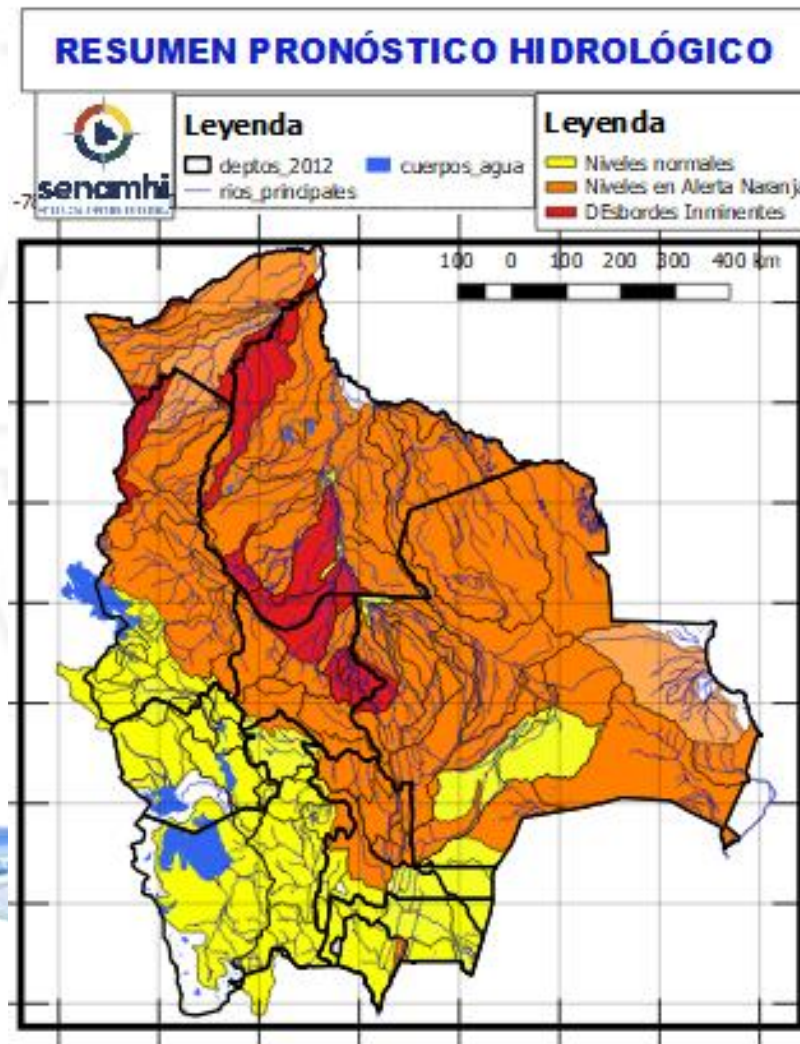 RESUMEN PRONÓSTICO HIDROLÓGICO
senamhi
Leyenda
deptos_2012
cuerpos_agua
rios_principales
Leyenda
Niveles normales
Niveles en Alerta Naranja
DEsbordes Inminentes
100 0 100 200 300 400 km